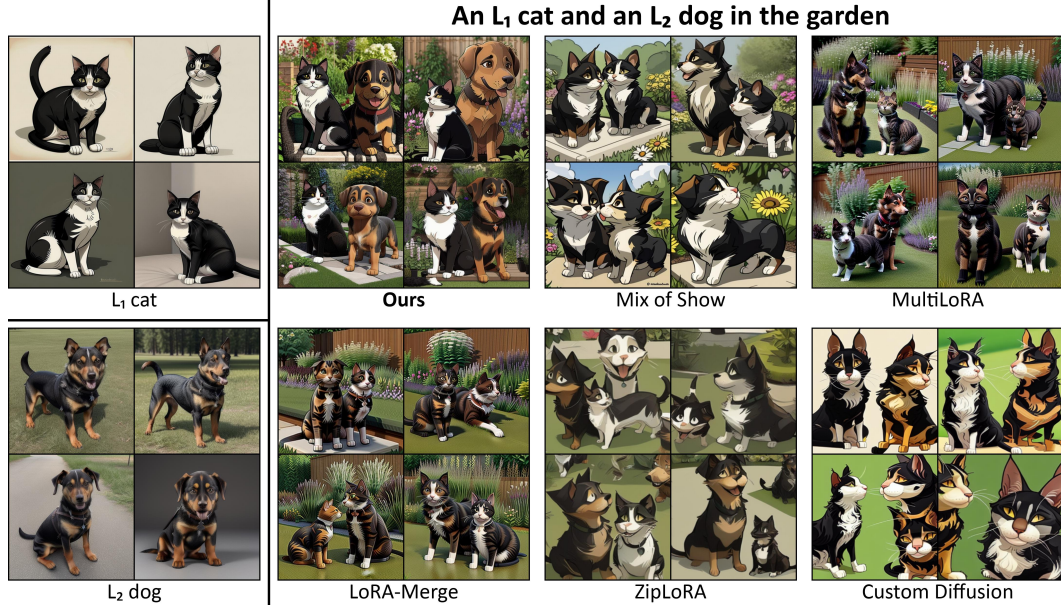 An L₁ cat and an L₂ dog in the garden
L₁ cat
Ours
Mix of Show
MultiLoRA
L₂ dog
LoRA-Merge
ZipLoRA
Custom Diffusion